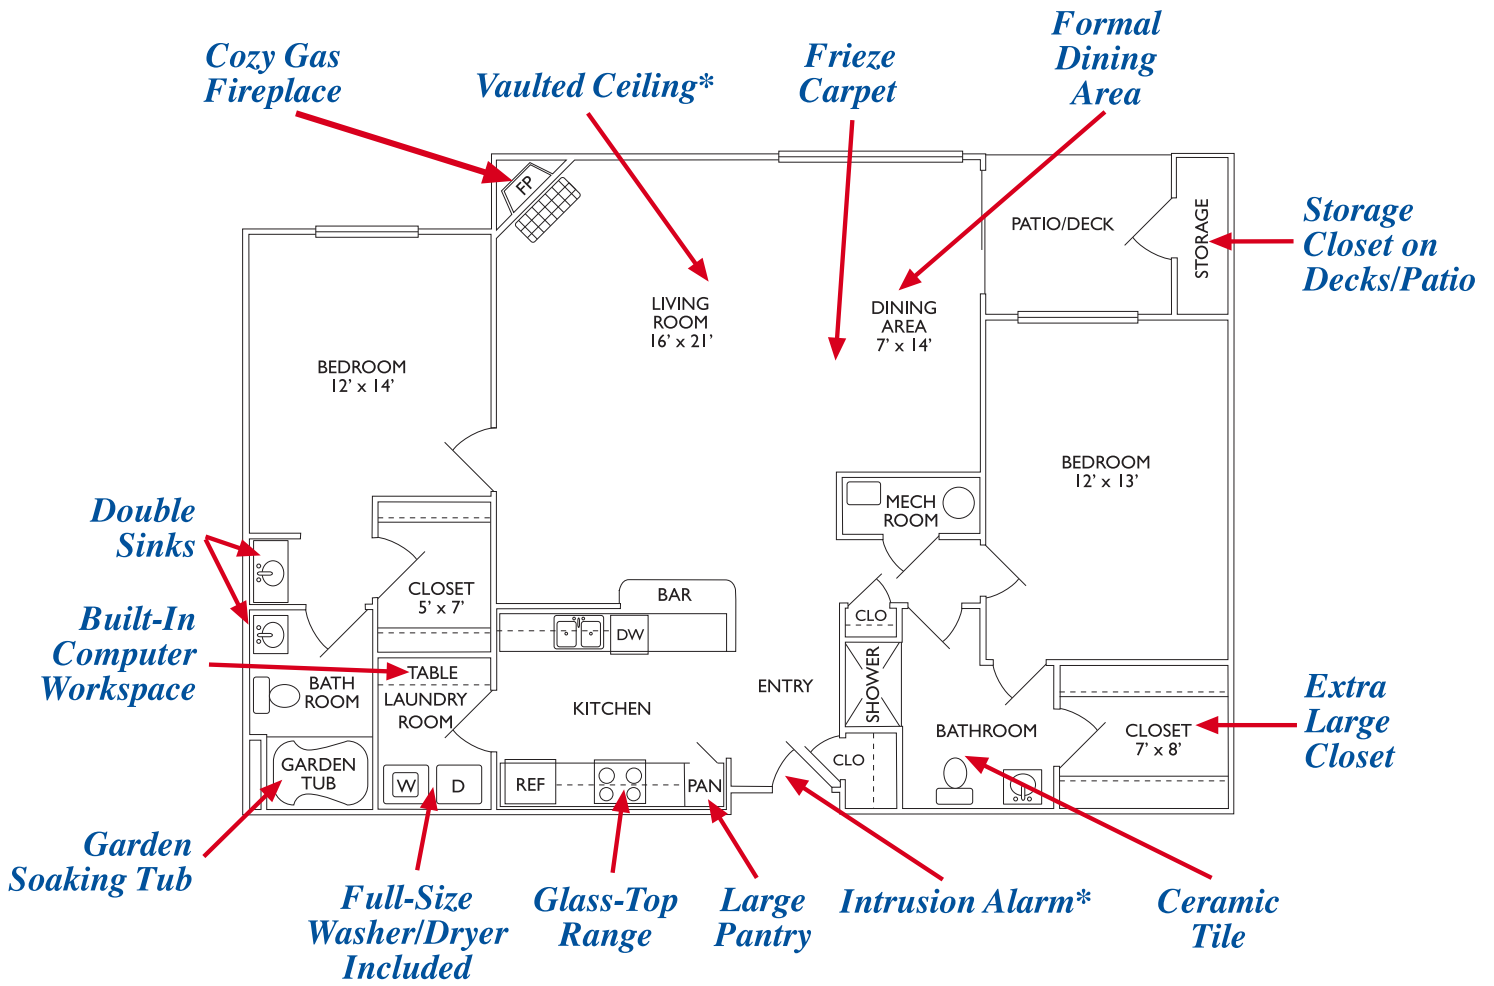 Cozy Gas
Fireplace
Vaulted Ceiling*
Frieze
Carpet
Formal
Dining
Area
FP
PATIO/DECK
STORAGE
Storage
Closet on
Decks/Patio
LIVING
ROOM
16’ x 21’
DINING
AREA
7’ x 14’
BEDROOM
12’ x 14’
BEDROOM
12’ x 13’
MECH
ROOM
Double
Sinks
CLOSET
5’ x 7’
BAR
CLO
DW
Built-In
Computer
Workspace
TABLE
LAUNDRY
ROOM
BATH
ROOM
KITCHEN
ENTRY
SHOWER
BATHROOM
CLOSET
7’ x 8’
Extra
Large
Closet
GARDEN
TUB
W
D
REF
PAN
CLO
Garden
Soaking Tub
Full-Size
Washer/Dryer
Included
Glass-Top
Range
Large
Pantry
Intrusion Alarm*
Ceramic
Tile